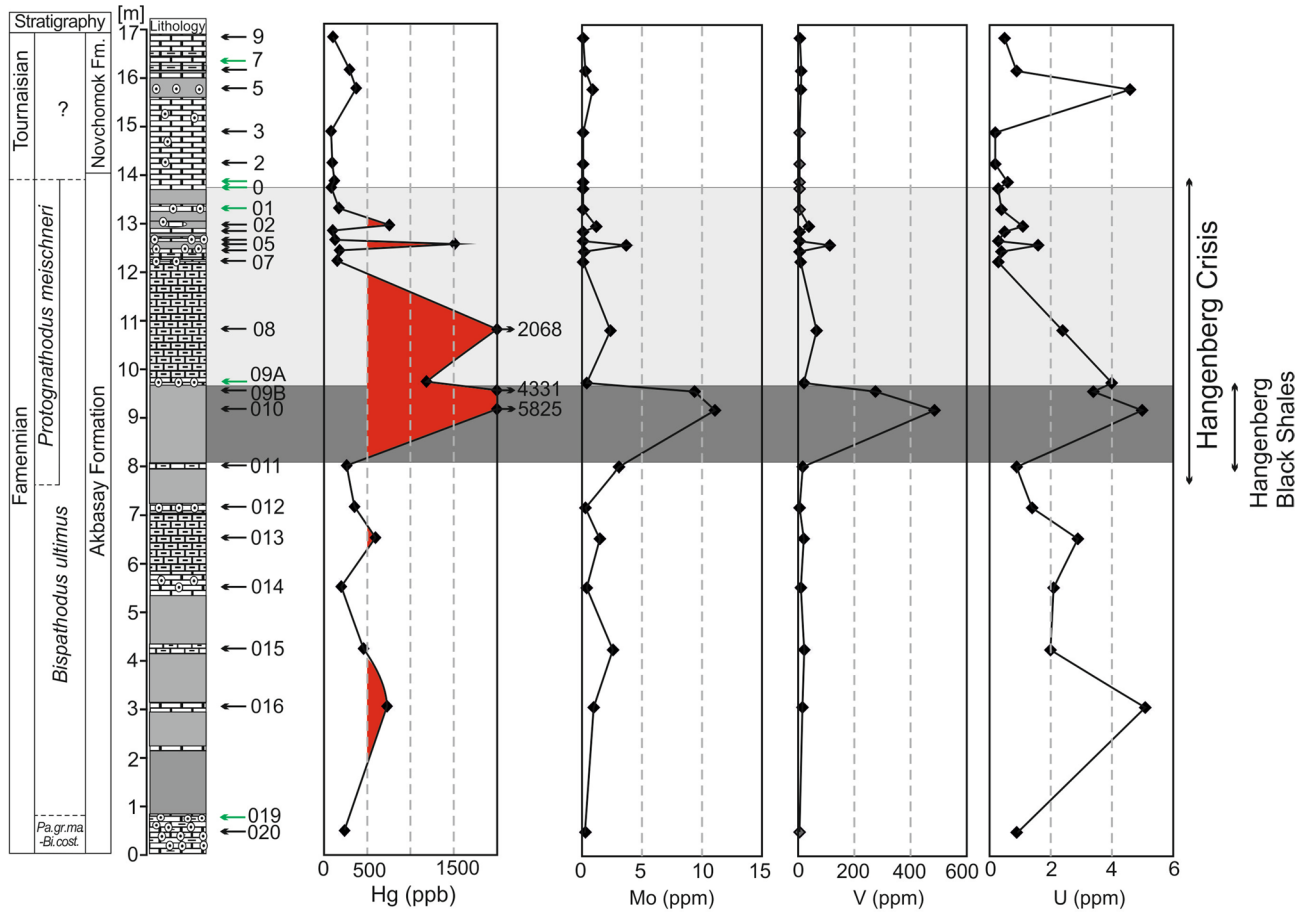 Stratigraphy
[m]
Lithology
Tournaisian
?
Novchomok Fm.
Famennian
Protognathodus meischneri
Bispathodus ultimus
Akbasay Formation
Pa.gr.ma
-Bi.cost.
17
16
15
14
13
12
11
10
9
8
7
6
5
4
3
2
1
0
9
7
5
3
2
0
01
02
05
07
08
09A
09B
010
011
012
013
014
015
016
019
020
2068
4331
5825
0 500 1500
Hg (ppb)
0 5 10 15
Mo (ppm)
0 200 400 600
V (ppm)
0 2 4 6
U (ppm)
Hangenberg Crisis
Hangenberg
Black Shales